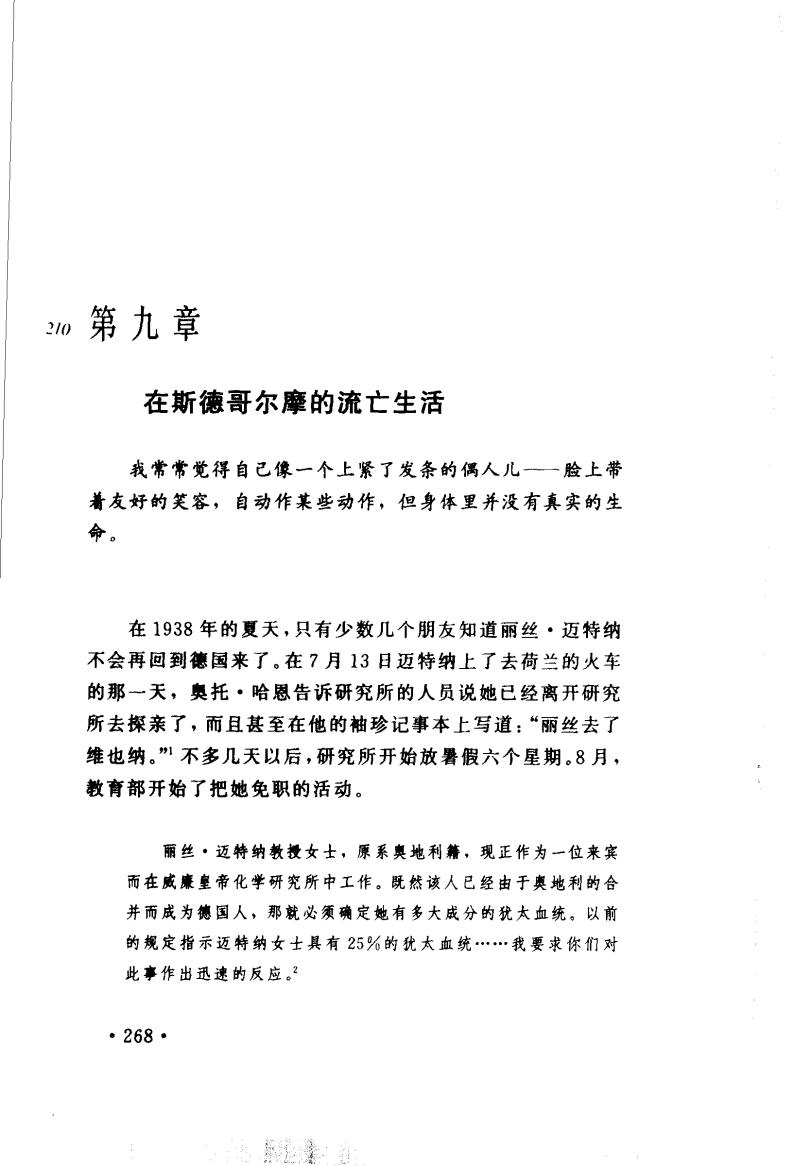 210 第九章
在斯德哥尔摩的流亡生活
我常常觉得自己像一个上紧了发条的偶人儿——脸上带
着友好的笑容，自动作某些动作，但身体里并没有真实的生
命。
在 1938 年的夏天，只有少数几个朋友知道丽丝·迈特纳
不会再回到德国来了。在 7 月 13 日迈特纳上了去荷兰的火车
的那一天，奥托·哈恩告诉研究所的人员说她已经离开研究
所去探亲了，而且甚至在他的袖珍记事本上写道：“丽丝去了
维也纳。”1 不多几天以后，研究所开始放暑假六个星期。8 月，
教育部开始了把她免职的活动。
丽丝·迈特纳教授女士，原系奥地利籍，现正作为一位来宾
而在威廉皇帝化学研究所中工作。既然该人已经由于奥地利的合
并而成为德国人，那就必须确定她有多大成分的犹太血统。以前
的规定指示迈特纳女士具有 25％的犹太血统……我要求你们对
此事作出迅速的反应。2
·268·